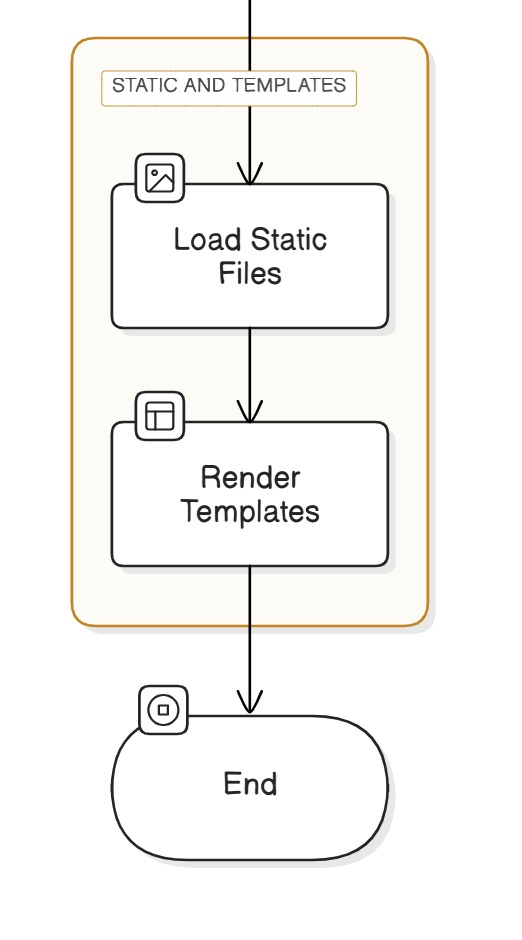 STATIC AND TEMPLATES
Load Static
Files
Render
Templates
End